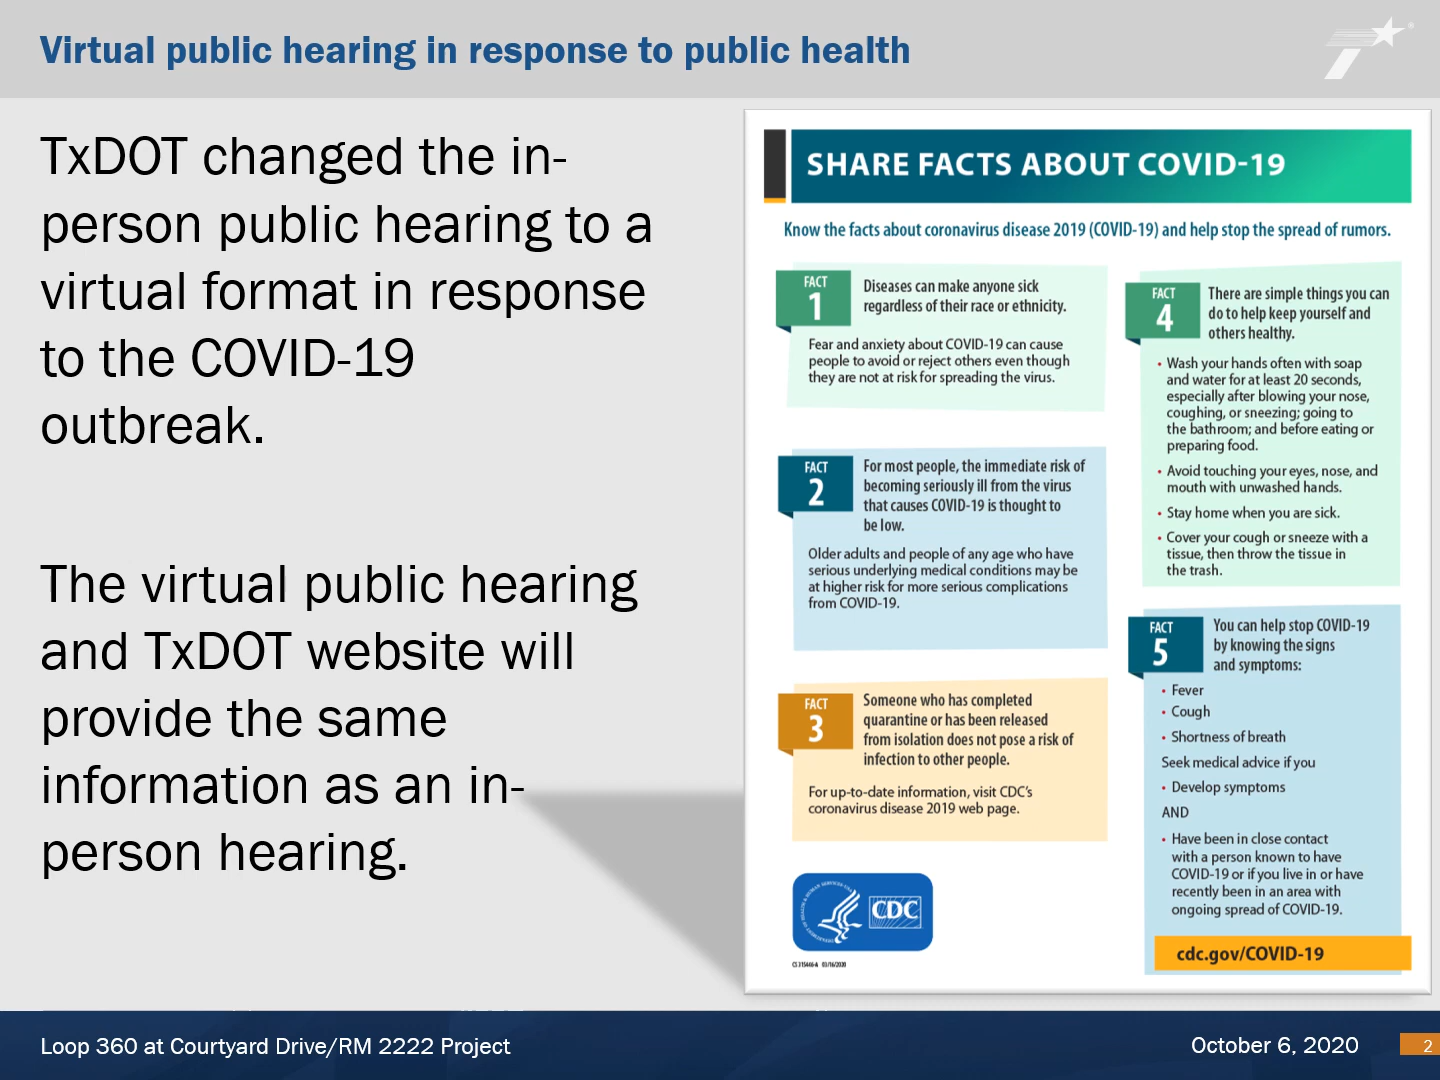 Virtual public hearing in response to public health
TxDOT changed the in-
person public hearing to a
virtual format in response
to the COVID-19
outbreak.
The virtual public hearing
and TxDOT website will
provide the same
information as an in-
person hearing.
SHARE FACTS ABOUT COVID-19
Know the facts about coronavirus disease 2019 (COVID-19) and help stop the spread of rumors.
FACT
1
Diseases can make anyone sick
regardless of their race or ethnicity.
Fear and anxiety about COVID-19 can cause
people to avoid or reject others even though
they are not at risk for spreading the virus.
FACT
2
For most people, the immediate risk of
becoming seriously ill from the virus
that causes COVID-19 is thought to
be low.
Older adults and people of any age who have
serious underlying medical conditions may be
at higher risk for more serious complications
from COVID-19.
FACT
3
Someone who has completed
quarantine or has been released
from isolation does not pose a risk of
infection to other people.
For up-to-date information, visit CDC's
coronavirus disease 2019 web page.
FACT
4
There are simple things you can
do to help keep yourself and
others healthy.
• Wash your hands often with soap
and water for at least 20 seconds,
especially after blowing your nose,
coughing, or sneezing; going to
the bathroom; and before eating or
preparing food.
• Avoid touching your eyes, nose, and
mouth with unwashed hands.
• Stay home when you are sick.
• Cover your cough or sneeze with a
tissue, then throw the tissue in
the trash.
FACT
5
You can help stop COVID-19
by knowing the signs
and symptoms:
• Fever
• Cough
• Shortness of breath
Seek medical advice if you
• Develop symptoms
AND
• Have been in close contact
with a person known to have
COVID-19 or if you live in or have
recently been in an area with
ongoing spread of COVID-19.
CDC
CS 315446-A 03/16/2020
cdc.gov/COVID-19
Loop 360 at Courtyard Drive/RM 2222 Project
October 6, 2020
2